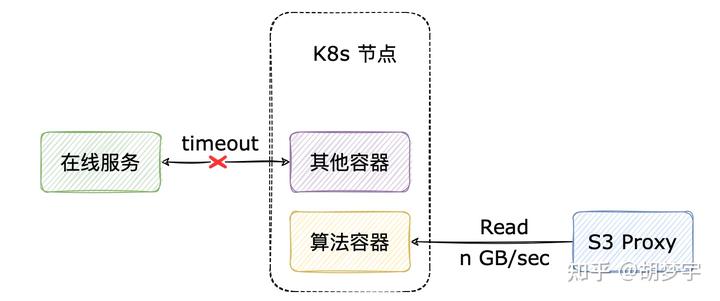 K8s 节点
timeout
在线服务
其他容器
算法容器
Read
n GB/sec
S3 Proxy
知乎 @胡梦宇